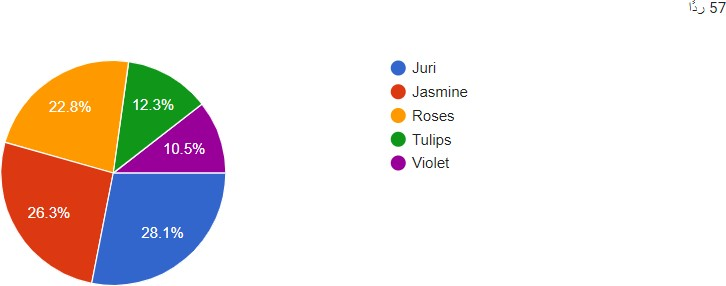 57 ردًا
Juri
Jasmine
Roses
Tulips
Violet
12.3%
22.8%
10.5%
26.3%
28.1%